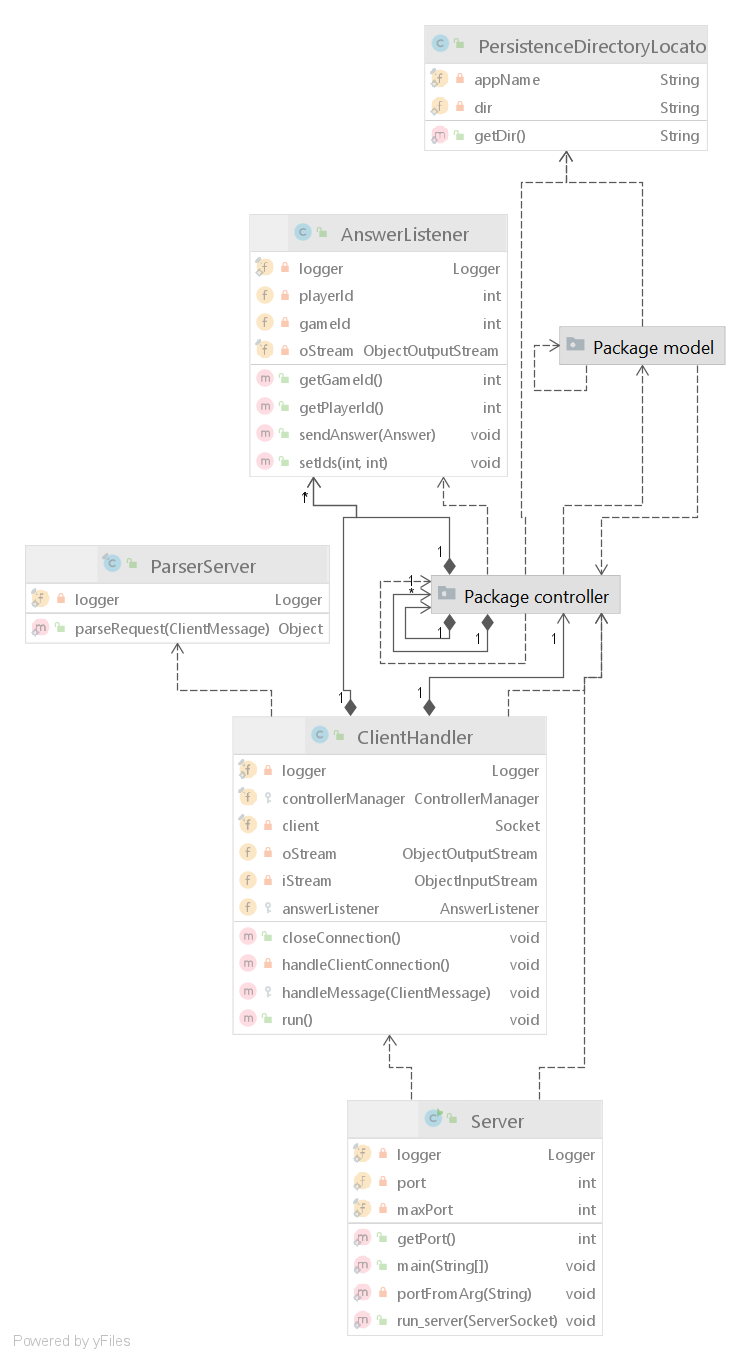 PersistenceDirectoryLocato
appName String
dir String
getDir() String
AnswerListener
logger Logger
playerId int
gameId int
oStream ObjectOutputStream
getGameId() int
getPlayerId() int
sendAnswer(Answer) void
setIds(int, int) void
Package model
*
1
Package controller
1
*
1
1
1
ParserServer
logger Logger
parseRequest(ClientMessage) Object
1
1
ClientHandler
logger Logger
controllerManager ControllerManager
client Socket
oStream ObjectOutputStream
iStream ObjectInputStream
answerListener AnswerListener
closeConnection() void
handleClientConnection() void
handleMessage(ClientMessage) void
run() void
Server
logger Logger
port int
maxPort int
getPort() int
main(String[]) void
portFromArg(String) void
run_server(ServerSocket) void
Powered by yFiles